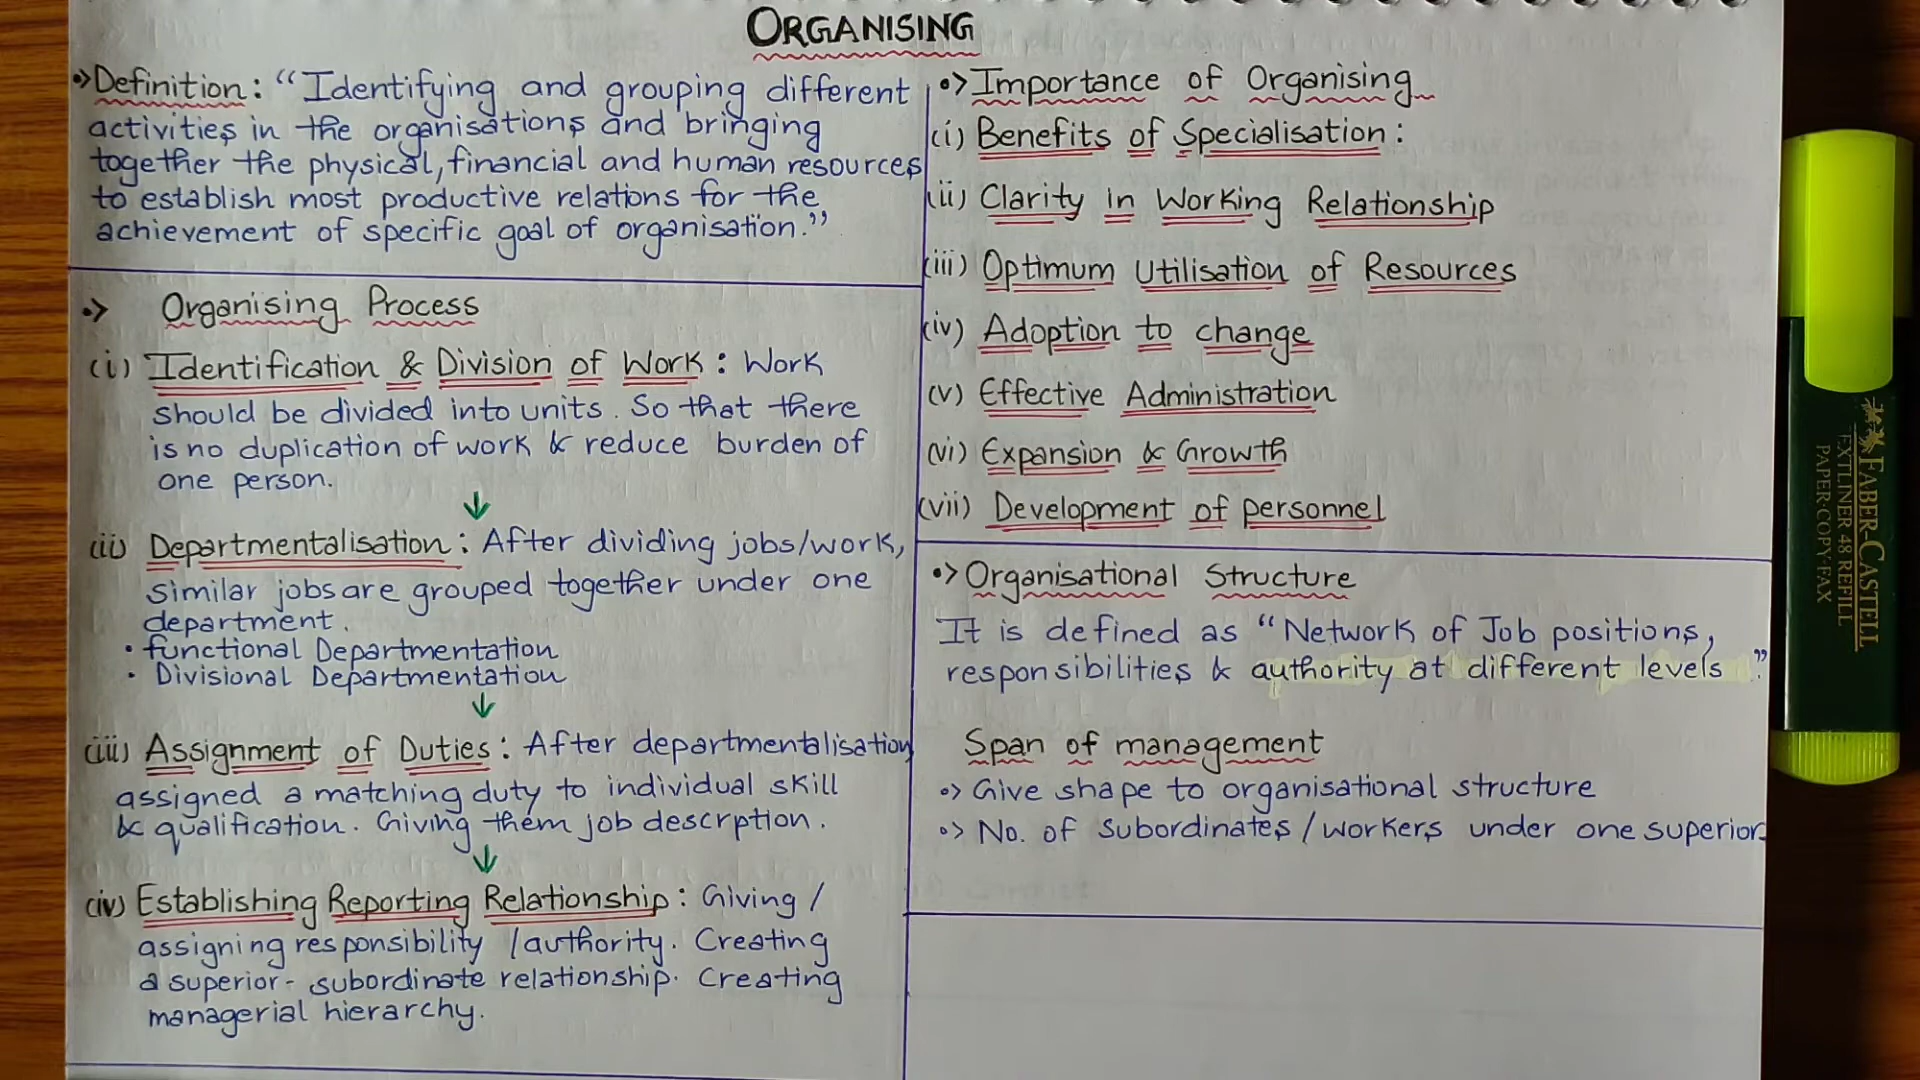 ORGANISING
Definition: "Identifying and grouping different
activities in the organisations and bringing
together the physical, financial and human resources
to establish most productive relations for the
achievement of specific goal of organisation."
Organising Process
(i) Identification & Division of Work: Work
should be divided into units. So that there
is no duplication of work & reduce burden of
one person.
(ii) Departmentalisation: After dividing jobs/work,
similar jobs are grouped together under one
department.
• functional Departmentation
• Divisional Departmentation
(iii) Assignment of Duties: After departmentalisation
assigned a matching duty to individual skill
& qualification. Giving them job descrption.
(iv) Establishing Reporting Relationship: Giving /
assigning responsibility /authority. Creating
a superior- subordinate relationship. Creating
managerial hierarchy.
Importance of Organising
(i) Benefits of Specialisation:
(ii) Clarity in Working Relationship
(iii) Optimum Utilisation of Resources
(iv) Adoption to change
(v) Effective Administration
(vi) Expansion & Growth
(vii) Development of personnel
Organisational Structure
It is defined as "Network of Job positions,
responsibilities & authority at different levels"
Span of management
Give shape to organisational structure
No. of subordinates/workers under one superior
FABER-CASTELL
EXTLINER 48 REFILL
PAPER·COPY·FAX